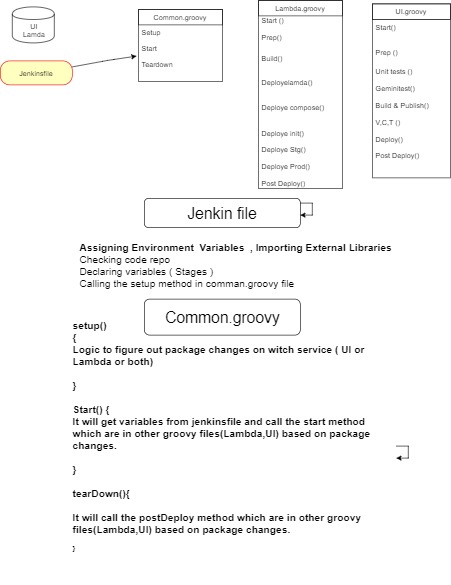 UI
Lamda
Jenkinsfile
Common.groovy
Setup
Start
Teardown
Lambda.groovy
Start ()
Prep()
Build()
Deployelamda()
Deploye compose()
Deploye init()
Deploye Stg()
Deploye Prod()
Post Deploy()
UI.groovy
Start()
Prep ()
Unit tests ()
Geminitest()
Build & Publish()
V,C,T ()
Deploy()
Post Deploy()
Jenkin file
Assigning Environment Variables , Importing External Libraries
Checking code repo
Declaring variables ( Stages )
Calling the setup method in comman.groovy file
Common.groovy
setup()
{
Logic to figure out package changes on witch service ( UI or
Lambda or both)
}
Start() {
It will get variables from jenkinsfile and call the start method
which are in other groovy files(Lambda,UI) based on package
changes.
}
tearDown(){
It will call the postDeploy method which are in other groovy
files(Lambda,UI) based on package changes.
}